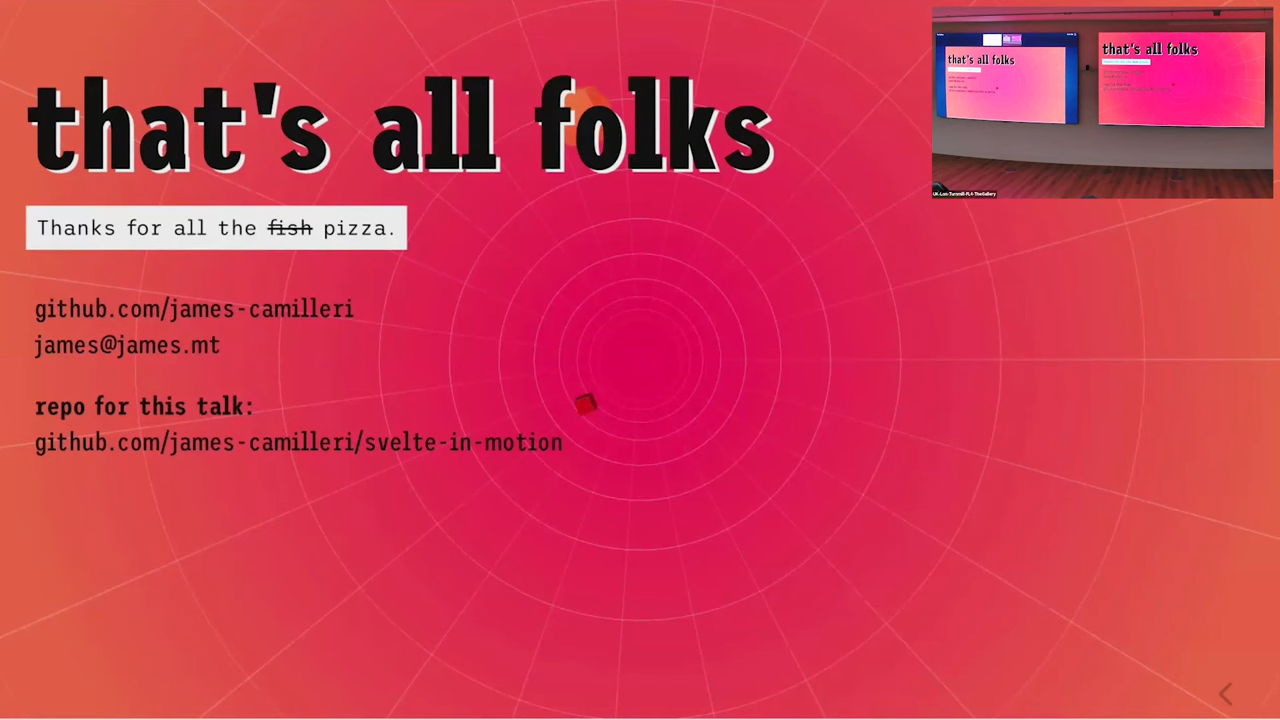 that's all folks
Thanks for all the fish pizza.
github.com/james-camilleri
james@james.mt
repo for this talk:
github.com/james-camilleri/svelte-in-motion
that's all folks
that's all folks